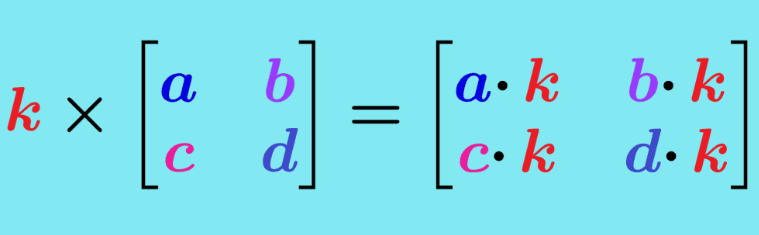 k × [a b; c d] = [a·k b·k; c·k d·k]